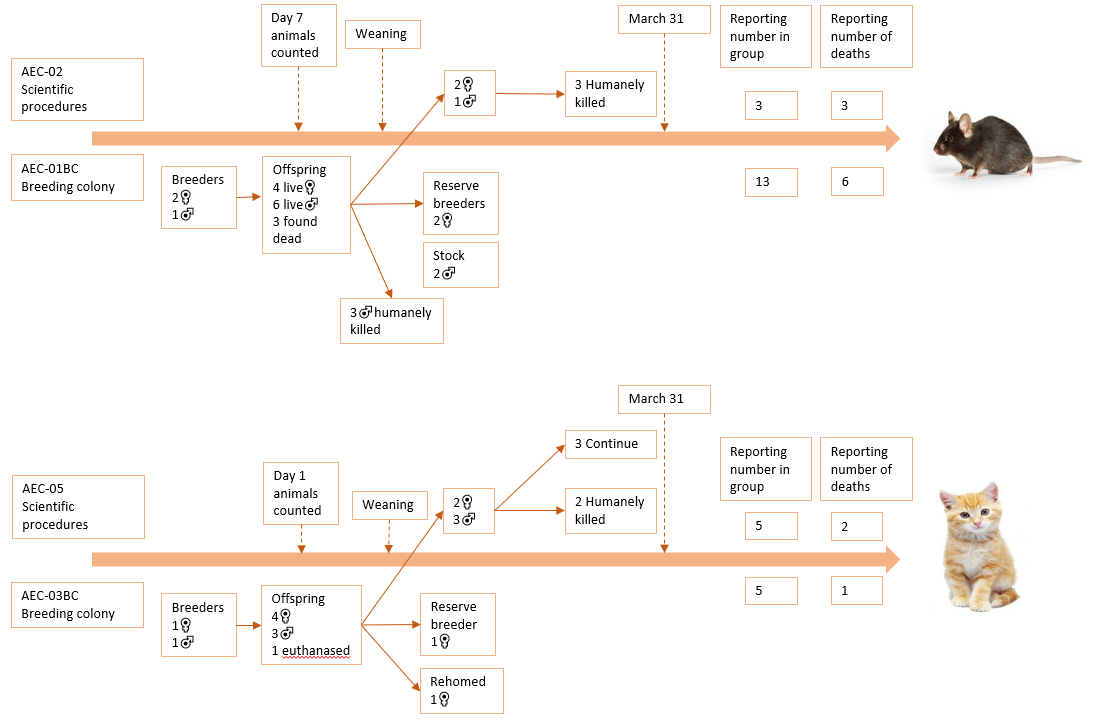 Day 7
animals
counted
Weaning
March 31
Reporting
number in
group
Reporting
number of
deaths
AEC-02
Scientific
procedures
2
1
3 Humanely
killed
3
3
AEC-01BC
Breeding colony
Breeders
2
1
Offspring
4 live
6 live
3 found
dead
Reserve
breeders
2
Stock
2
3 humanely
killed
13
6
March 31
Reporting
number in
group
Reporting
number of
deaths
AEC-05
Scientific
procedures
Day 1
animals
counted
Weaning
2
3
3 Continue
2 Humanely
killed
5
2
AEC-03BC
Breeding colony
Breeders
1
1
Offspring
4
3
1 euthanased
Reserve
breeder
1
Rehomed
1
5
1